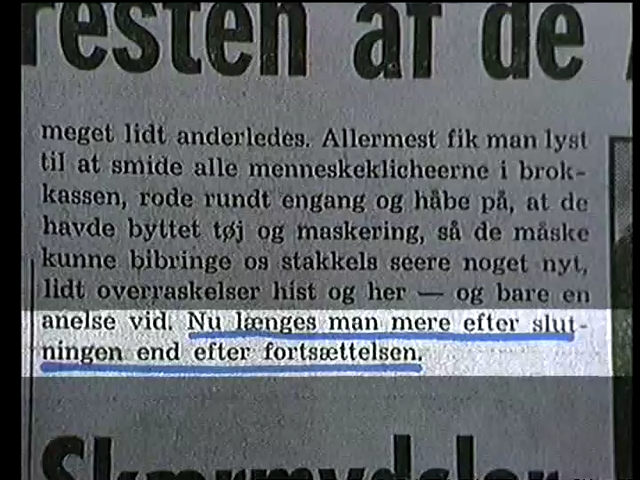 resten af de
meget lidt anderledes. Allermest fik man lyst
til at smide alle menneskeklicheerne i brok-
kassen, rode rundt engang og håbe på, at de
havde byttet tøj og maskering, så de måske
kunne bibringe os stakkels seere noget nyt,
lidt overraskelser hist og her — og bare en
anelse vid. Nu længes man mere efter slut-
ningen end efter fortsættelsen.